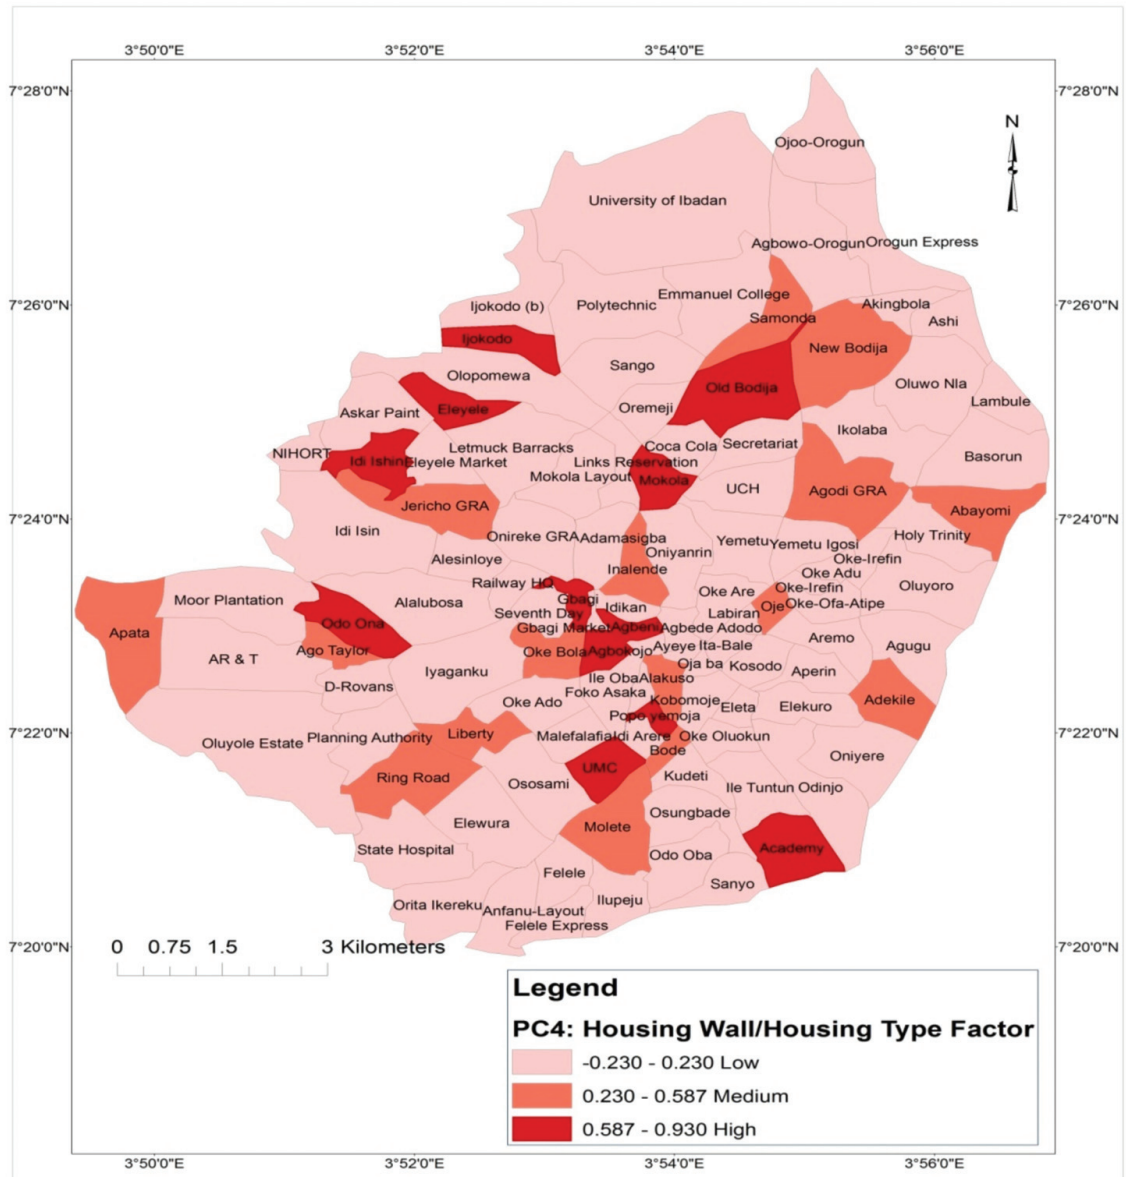 3°50'0"E 3°52'0"E 3°54'0"E 3°56'0"E
7°28'0"N 7°28'0"N
N
Ojoo-Orogun
University of Ibadan
Agbowo-Orogun Orogun Express
Emmanuel College
7°26'0"N Ijokodo (b) Polytechnic Akingbola 7°26'0"N
Samonda Ashi
Ijokodo New Bodija
Sango
Olopomewa Oluwo Nla
Old Bodija
Lambule
Askar Paint Eleyele Oremeji
Ikolaba
Letmuck Barracks Coca Cola Secretariat
NIHORT Idi Ishin Eleyele Market Links Reservation Basorun
Mokola Layout Mokola
UCH Agodi GRA
Jericho GRA
Abayomi
7°24'0"N 7°24'0"N
Idi Isin
Onireke GRA Adamasigba Yemetu Yemetu Igosi Holy Trinity
Oniyanrin
Alesinloye Oke-Irefin
Inalende Oke Adu
Railway HQ Oke Are Oke-Irefin Oluyoro
Moor Plantation Alalubosa Gbagi
Idikan Oje Oke-Ofa-Atipe
Seventh Day Labiran
Odo Ona Gbagi Market Agbeni Agbede Adodo
Apata Aremo
Ago Taylor Oke Bola Agbokojo Ayeye Ita-Bale Agugu
AR & T Oja ba Kosodo
Iyaganku Aperin
Ile Oba Alakuso
D-Rovans Foko Asaka
Oke Ado Kobomoje Adekile
Eleta Elekuro
Popo yemoja
Liberty
Oluyole Estate Planning Authority Malefalafia Idi Arere Oke Oluokun
Bode
Oniyere
7°22'0"N 7°22'0"N
UMC
Ring Road Kudeti
Ososami Ile Tuntun Odinjo
Osungbade
Elewura Molete
State Hospital Academy
Odo Oba
Felele
Sanyo
Orita Ikereku Ilupeju
Anfanu-Layout
Felele Express
7°20'0"N 7°20'0"N
0 0.75 1.5 3 Kilometers
Legend
PC4: Housing Wall/Housing Type Factor
-0.230 - 0.230 Low
0.230 - 0.587 Medium
0.587 - 0.930 High
3°50'0"E 3°52'0"E 3°54'0"E 3°56'0"E